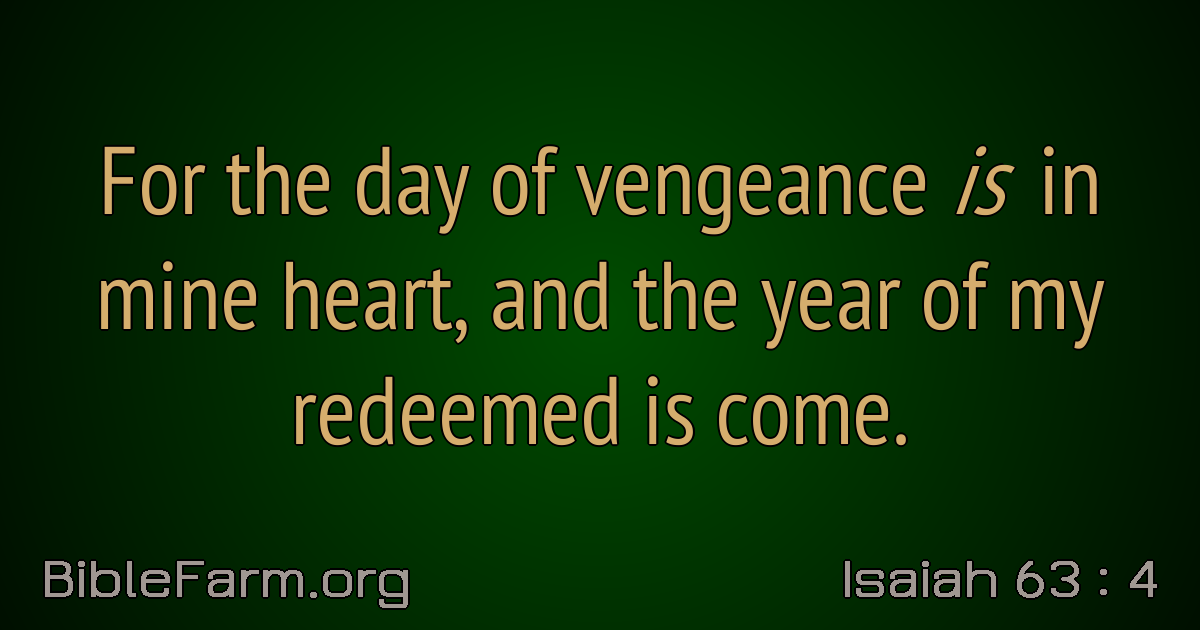 For the day of vengeance is in
mine heart, and the year of my
redeemed is come.
BibleFarm.org
Isaiah 63 : 4